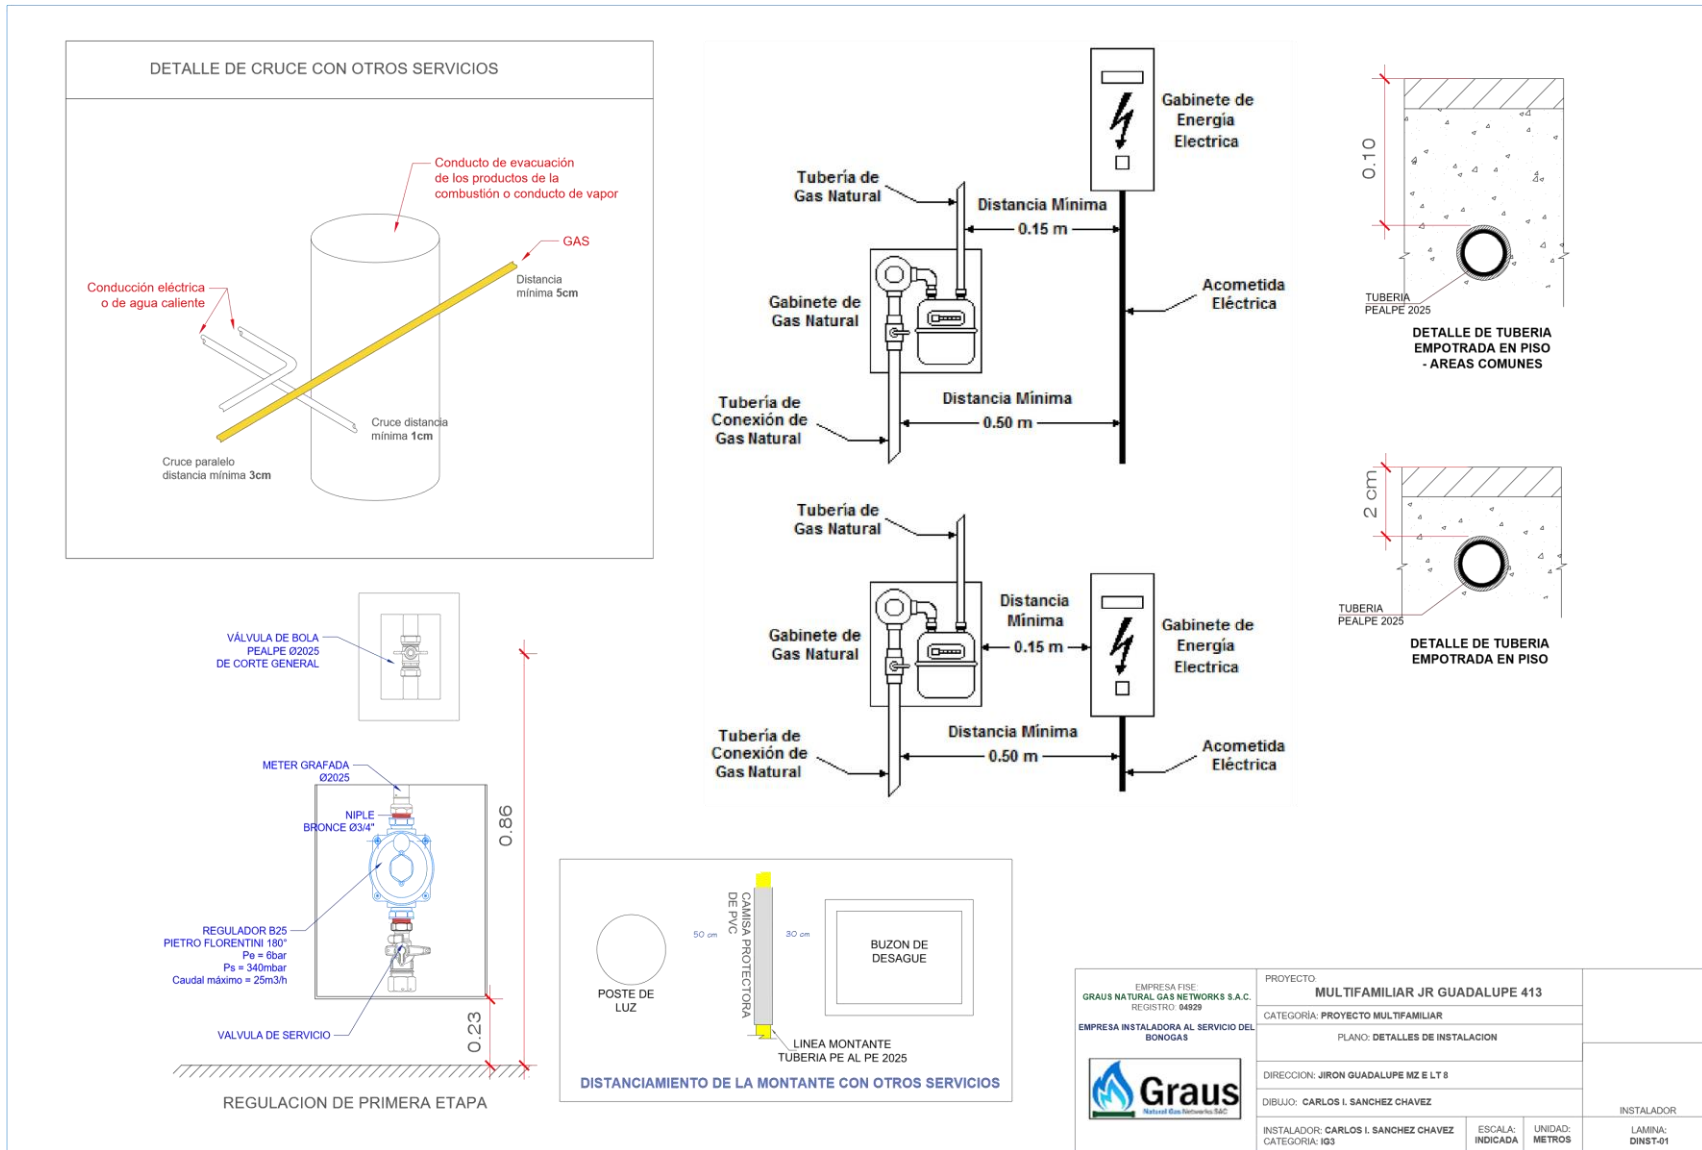 DETALLE DE CRUCE CON OTROS SERVICIOS
Conducto de evacuación
de los productos de la
combustión o conducto de vapor
GAS
Distancia
mínima 5cm
Conducción eléctrica
o de agua caliente
Cruce distancia
mínima 1cm
Cruce paralelo
distancia mínima 3cm
Gabinete de
Energía
Electrica
Tubería de
Gas Natural
Distancia Mínima
0.15 m
Gabinete de
Gas Natural
Acometida
Eléctrica
Tubería de
Conexión de
Gas Natural
Distancia Mínima
0.50 m
0.10
TUBERIA
PEALPE 2025
DETALLE DE TUBERIA
EMPOTRADA EN PISO
- AREAS COMUNES
Tubería de
Gas Natural
Distancia
Mínima
0.15 m
Gabinete de
Gas Natural
Gabinete de
Energía
Electrica
Tubería de
Conexión de
Gas Natural
Distancia Mínima
0.50 m
Acometida
Eléctrica
2 cm
TUBERIA
PEALPE 2025
DETALLE DE TUBERIA
EMPOTRADA EN PISO
VÁLVULA DE BOLA
PEALPE Ø2025
DE CORTE GENERAL
METER GRAFADA
Ø2025
NIPLE
BRONCE Ø3/4"
0.86
REGULADOR B25
PIETRO FLORENTINI 180°
Pe = 6bar
Ps = 340mbar
Caudal máximo = 25m3/h
VALVULA DE SERVICIO
0.23
REGULACION DE PRIMERA ETAPA
POSTE DE
LUZ
50 cm
CAMISA PROTECTORA
DE PVC
30 cm
BUZON DE
DESAGUE
LINEA MONTANTE
TUBERIA PE AL PE 2025
DISTANCIAMIENTO DE LA MONTANTE CON OTROS SERVICIOS
EMPRESA FISE:
GRAUS NATURAL GAS NETWORKS S.A.C.
REGISTRO: 04929
EMPRESA INSTALADORA AL SERVICIO DEL
BONOGAS
Graus
Natural Gas Networks SAC
PROYECTO:
MULTIFAMILIAR JR GUADALUPE 413
CATEGORÍA: PROYECTO MULTIFAMILIAR
PLANO: DETALLES DE INSTALACION
DIRECCION: JIRON GUADALUPE MZ E LT 8
DIBUJO: CARLOS I. SANCHEZ CHAVEZ
INSTALADOR: CARLOS I. SANCHEZ CHAVEZ
CATEGORIA: IG3
ESCALA:
INDICADA
UNIDAD:
METROS
INSTALADOR
LAMINA:
DINST-01